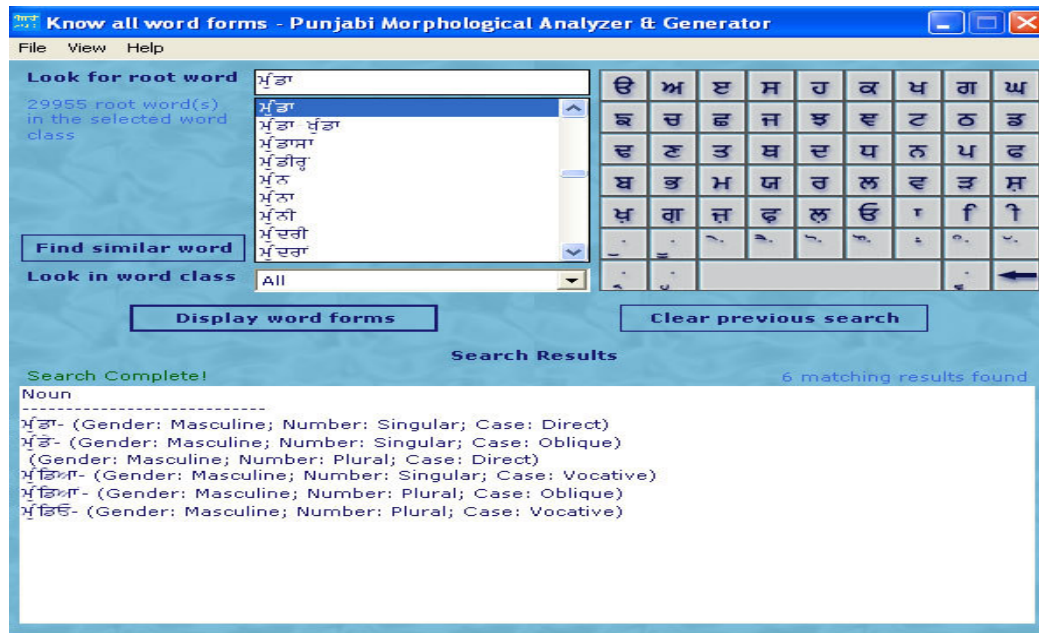 Know all word forms - Punjabi Morphological Analyzer & Generator
File View Help
Look for root word
ਮੁੰਡਾ
29955 root word(s)
in the selected word
class
ਮੁੰਡਾ
ਮੁੰਡਾ-ਖੁੰਡਾ
ਮੁੰਡਾਸਾ
ਮੁੰਡੀਰ੍ਹ
ਮੁੰਨ
ਮੁੰਨਾ
ਮੁੰਨੀ
ਮੁੰਦਰੀ
ਮੁੰਦਰਾਂ
Find similar word
Look in word class
All
ੳ ਅ ੲ ਸ ਹ ਕ ਖ ਗ ਘ
ਙ ਚ ਛ ਜ ਝ ਞ ਟ ਠ ਡ
ਢ ਣ ਤ ਥ ਦ ਧ ਨ ਪ ਫ
ਬ ਭ ਮ ਯ ਰ ਲ ਵ ੜ ਸ਼
ਖ਼ ਗ਼ ਜ਼ ਫ਼ ਲ਼ ਓ ਾ ਿ ੀ
Display word forms
Clear previous search
Search Results
Search Complete!
6 matching results found
Noun
----------------------------
ਮੁੰਡਾ- (Gender: Masculine; Number: Singular; Case: Direct)
ਮੁੰਡੇ- (Gender: Masculine; Number: Singular; Case: Oblique)
(Gender: Masculine; Number: Plural; Case: Direct)
ਮੁੰਡਿਆ- (Gender: Masculine; Number: Singular; Case: Vocative)
ਮੁੰਡਿਆਂ- (Gender: Masculine; Number: Plural; Case: Oblique)
ਮੁੰਡਿਓ- (Gender: Masculine; Number: Plural; Case: Vocative)